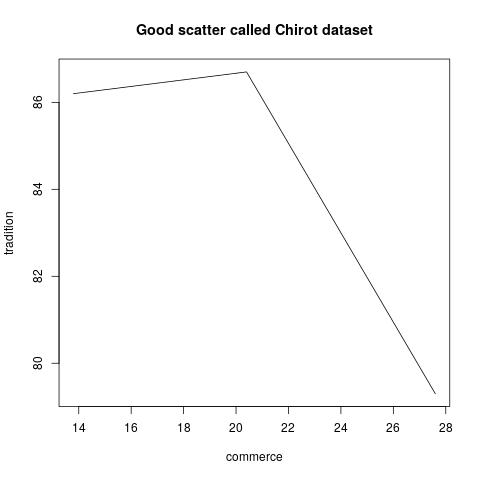 Good scatter called Chirot dataset
86
84
82
80
tradition
14 16 18 20 22 24 26 28
commerce